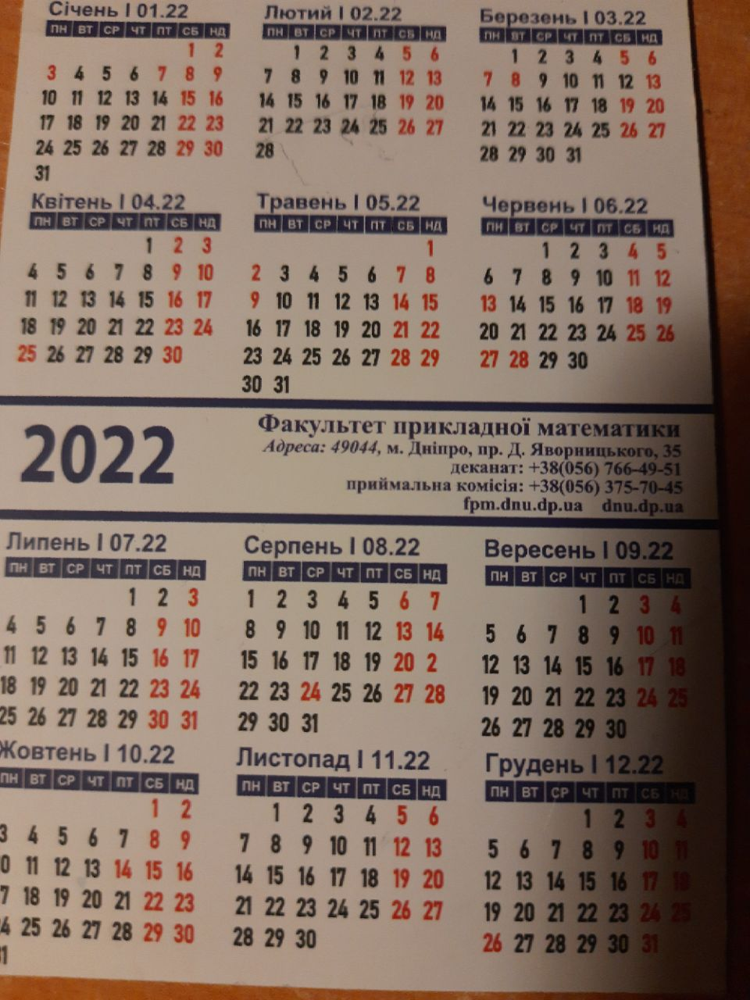 Січень | 01.22
ПН ВТ СР ЧТ ПТ СБ НД
1 2
3 4 5 6 7 8 9
10 11 12 13 14 15 16
17 18 19 20 21 22 23
24 25 26 27 28 29 30
31
Лютий | 02.22
ПН ВТ СР ЧТ ПТ СБ НД
1 2 3 4 5 6
7 8 9 10 11 12 13
14 15 16 17 18 19 20
21 22 23 24 25 26 27
28
Березень | 03.22
ПН ВТ СР ЧТ ПТ СБ НД
1 2 3 4 5 6
7 8 9 10 11 12 13
14 15 16 17 18 19 20
21 22 23 24 25 26 27
28 29 30 31
Квітень | 04.22
ПН ВТ СР ЧТ ПТ СБ НД
1 2 3
4 5 6 7 8 9 10
11 12 13 14 15 16 17
18 19 20 21 22 23 24
25 26 27 28 29 30
Травень | 05.22
ПН ВТ СР ЧТ ПТ СБ НД
1
2 3 4 5 6 7 8
9 10 11 12 13 14 15
16 17 18 19 20 21 22
23 24 25 26 27 28 29
30 31
Червень | 06.22
ПН ВТ СР ЧТ ПТ СБ НД
1 2 3 4 5
6 7 8 9 10 11 12
13 14 15 16 17 18 19
20 21 22 23 24 25 26
27 28 29 30
2022
Факультет прикладної математики
Адреса: 49044, м. Дніпро, пр. Д. Яворницького, 35
деканат: +38(056) 766-49-51
приймальна комісія: +38(056) 375-70-45
fpm.dnu.dp.ua dnu.dp.ua
Липень | 07.22
ПН ВТ СР ЧТ ПТ СБ НД
1 2 3
4 5 6 7 8 9 10
11 12 13 14 15 16 17
18 19 20 21 22 23 24
25 26 27 28 29 30 31
Серпень | 08.22
ПН ВТ СР ЧТ ПТ СБ НД
1 2 3 4 5 6 7
8 9 10 11 12 13 14
15 16 17 18 19 20 2
22 23 24 25 26 27 28
29 30 31
Вересень | 09.22
ПН ВТ СР ЧТ ПТ СБ НД
1 2 3 4
5 6 7 8 9 10 11
12 13 14 15 16 17 18
19 20 21 22 23 24 25
26 27 28 29 30
Жовтень | 10.22
ПН ВТ СР ЧТ ПТ СБ НД
1 2
3 4 5 6 7 8 9
0 11 12 13 14 15 16
7 18 19 20 21 22 23
4 25 26 27 28 29 30
1
Листопад | 11.22
ПН ВТ СР ЧТ ПТ СБ НД
1 2 3 4 5 6
7 8 9 10 11 12 13
14 15 16 17 18 19 20
21 22 23 24 25 26 27
28 29 30
Грудень | 12.22
ПН ВТ СР ЧТ ПТ СБ НД
1 2 3 4
5 6 7 8 9 10 11
12 13 14 15 16 17 18
19 20 21 22 23 24 25
26 27 28 29 30 31